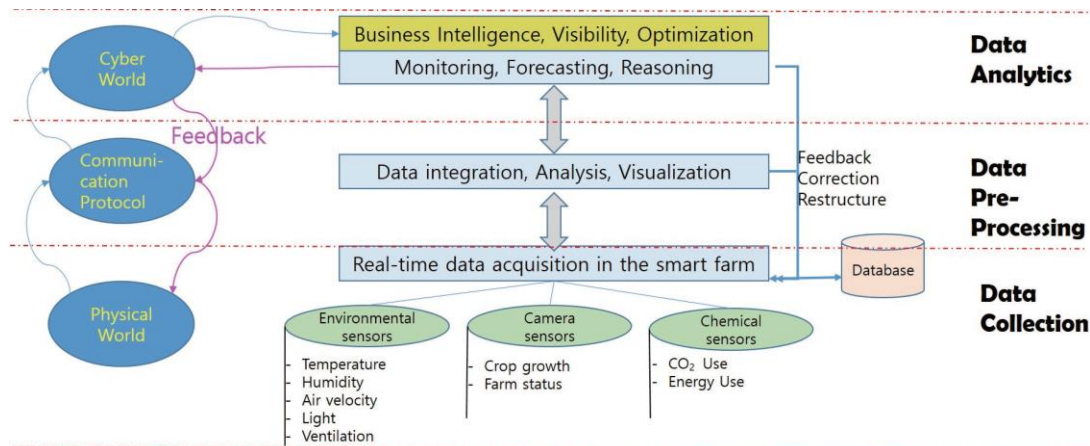 Cyber
World
Feedback
Communi-
cation
Protocol
Physical
World
Business Intelligence, Visibility, Optimization
Monitoring, Forecasting, Reasoning
Data integration, Analysis, Visualization
Real-time data acquisition in the smart farm
Feedback
Correction
Restructure
Database
Environmental
sensors
- Temperature
- Humidity
- Air velocity
- Light
- Ventilation
Camera
sensors
- Crop growth
- Farm status
Chemical
sensors
- CO₂ Use
- Energy Use
Data
Analytics
Data
Pre-
Processing
Data
Collection